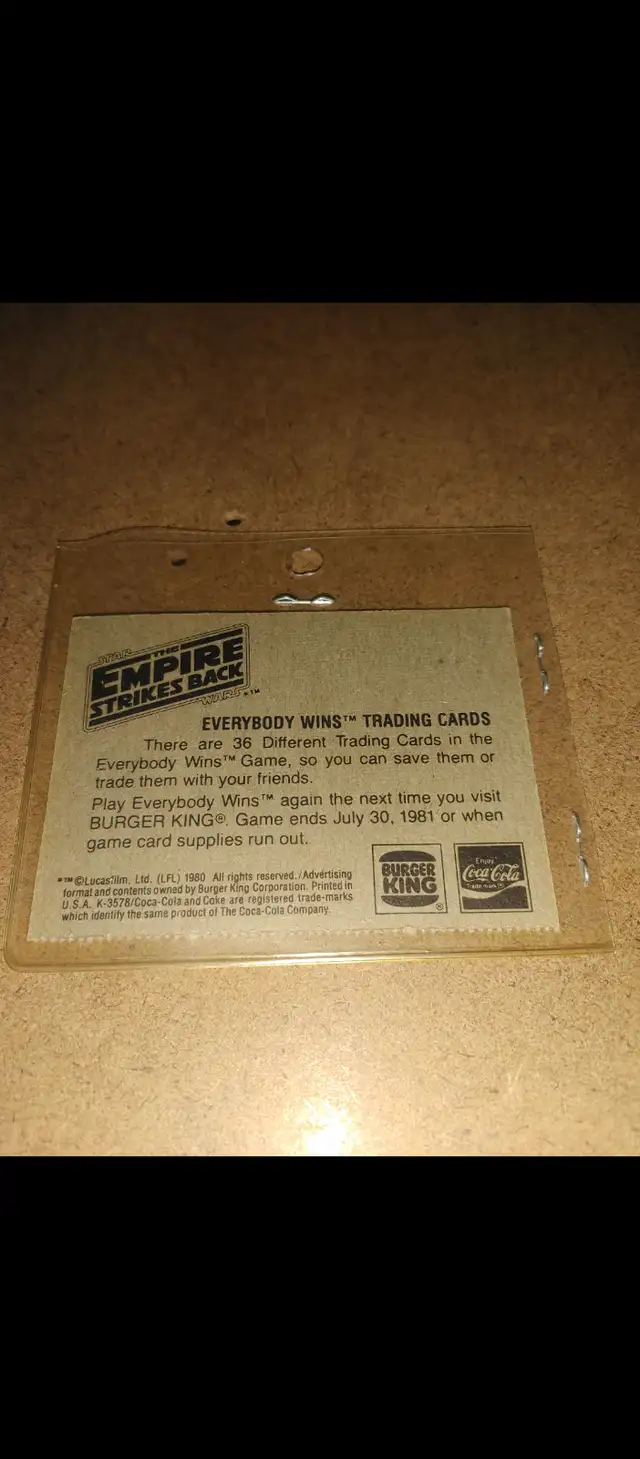 STAR
THE
EMPIRE
STRIKES BACK
WARS •™
EVERYBODY WINS™ TRADING CARDS
There are 36 Different Trading Cards in the
Everybody Wins™ Game, so you can save them or
trade them with your friends.
Play Everybody Wins™ again the next time you visit
BURGER KING®. Game ends July 30, 1981 or when
game card supplies run out.
•™©Lucasfilm, Ltd. (LFL) 1980 All rights reserved./Advertising
format and contents owned by Burger King Corporation. Printed in
U.S.A. K-3578/Coca-Cola and Coke are registered trade-marks
which identify the same product of The Coca-Cola Company.
BURGER
KING
®
Enjoy
Coca-Cola
Trade-mark®